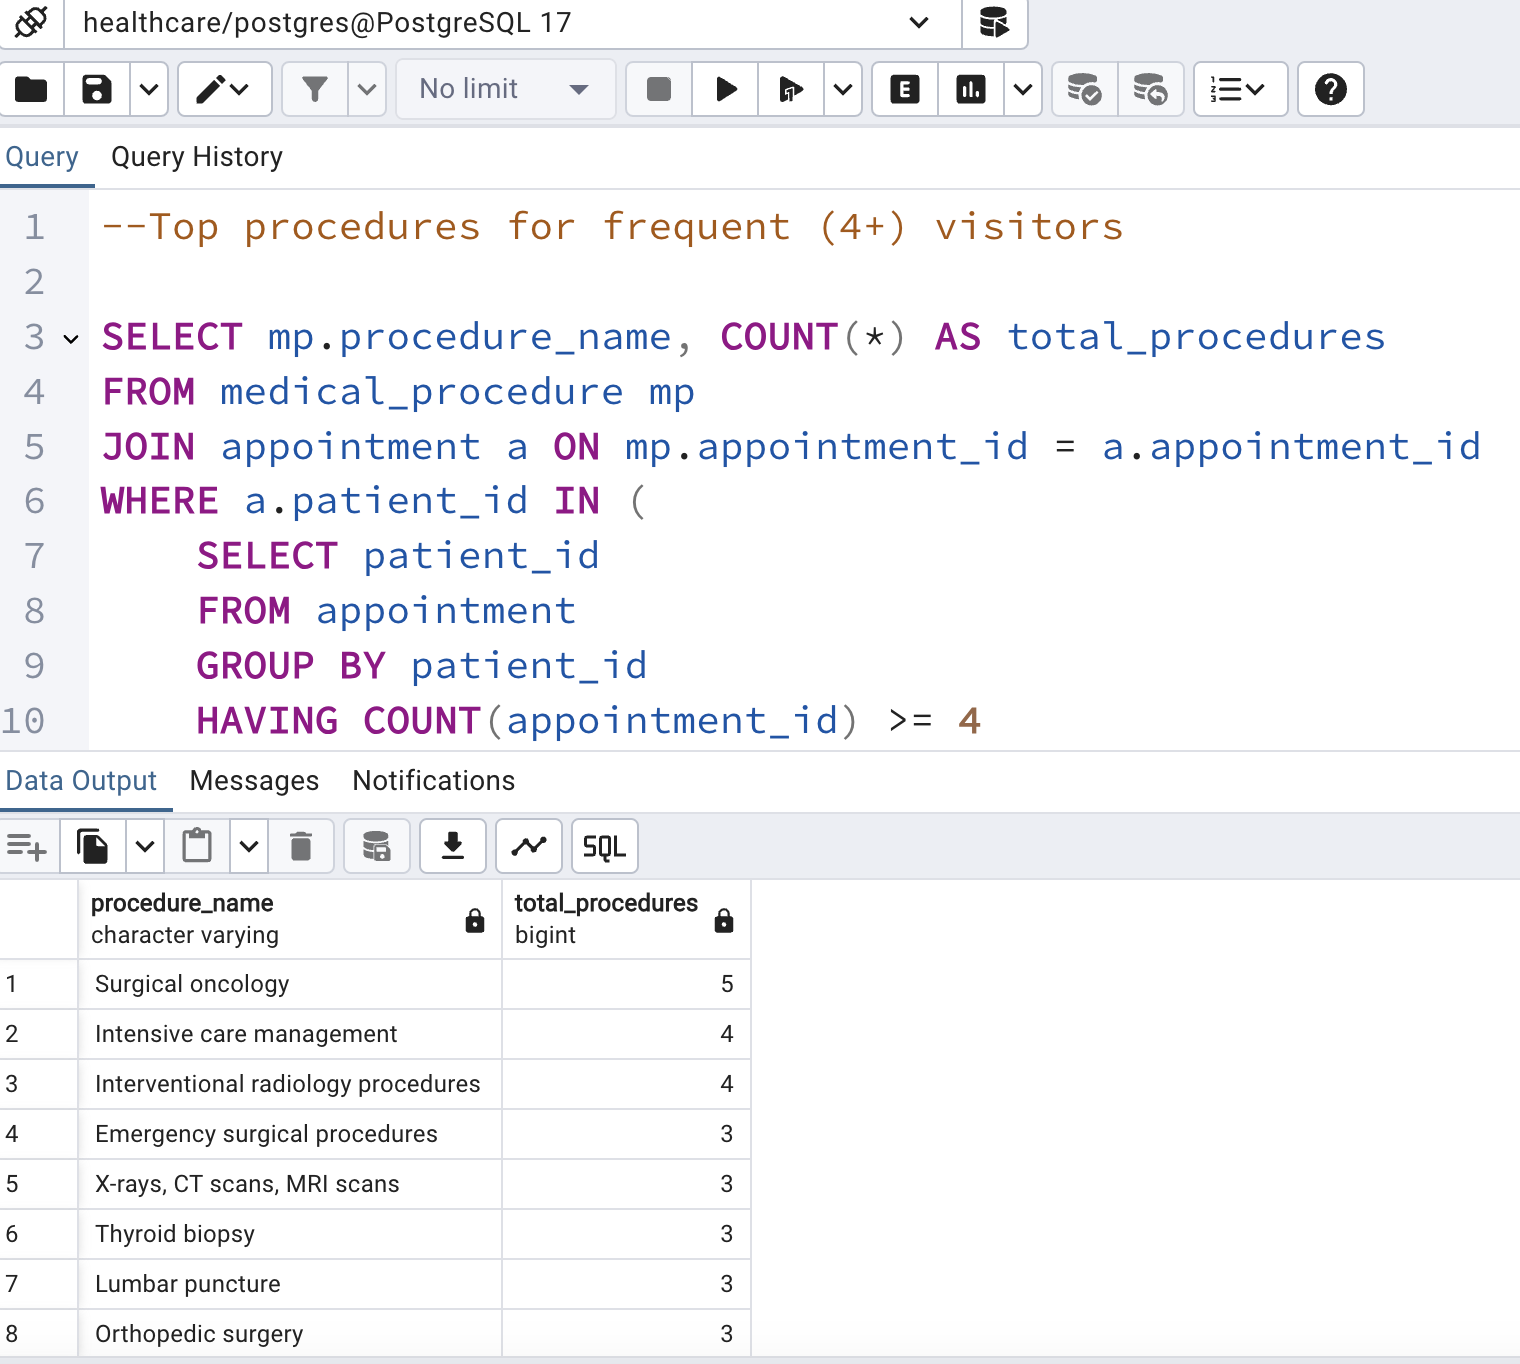 healthcare/postgres@PostgreSQL 17
No limit
E
Query Query History
1 --Top procedures for frequent (4+) visitors
2
3 SELECT mp.procedure_name, COUNT(*) AS total_procedures
4 FROM medical_procedure mp
5 JOIN appointment a ON mp.appointment_id = a.appointment_id
6 WHERE a.patient_id IN (
7 SELECT patient_id
8 FROM appointment
9 GROUP BY patient_id
10 HAVING COUNT(appointment_id) >= 4
Data Output Messages Notifications
SQL
procedure_name total_procedures
character varying bigint
1 Surgical oncology 5
2 Intensive care management 4
3 Interventional radiology procedures 4
4 Emergency surgical procedures 3
5 X-rays, CT scans, MRI scans 3
6 Thyroid biopsy 3
7 Lumbar puncture 3
8 Orthopedic surgery 3